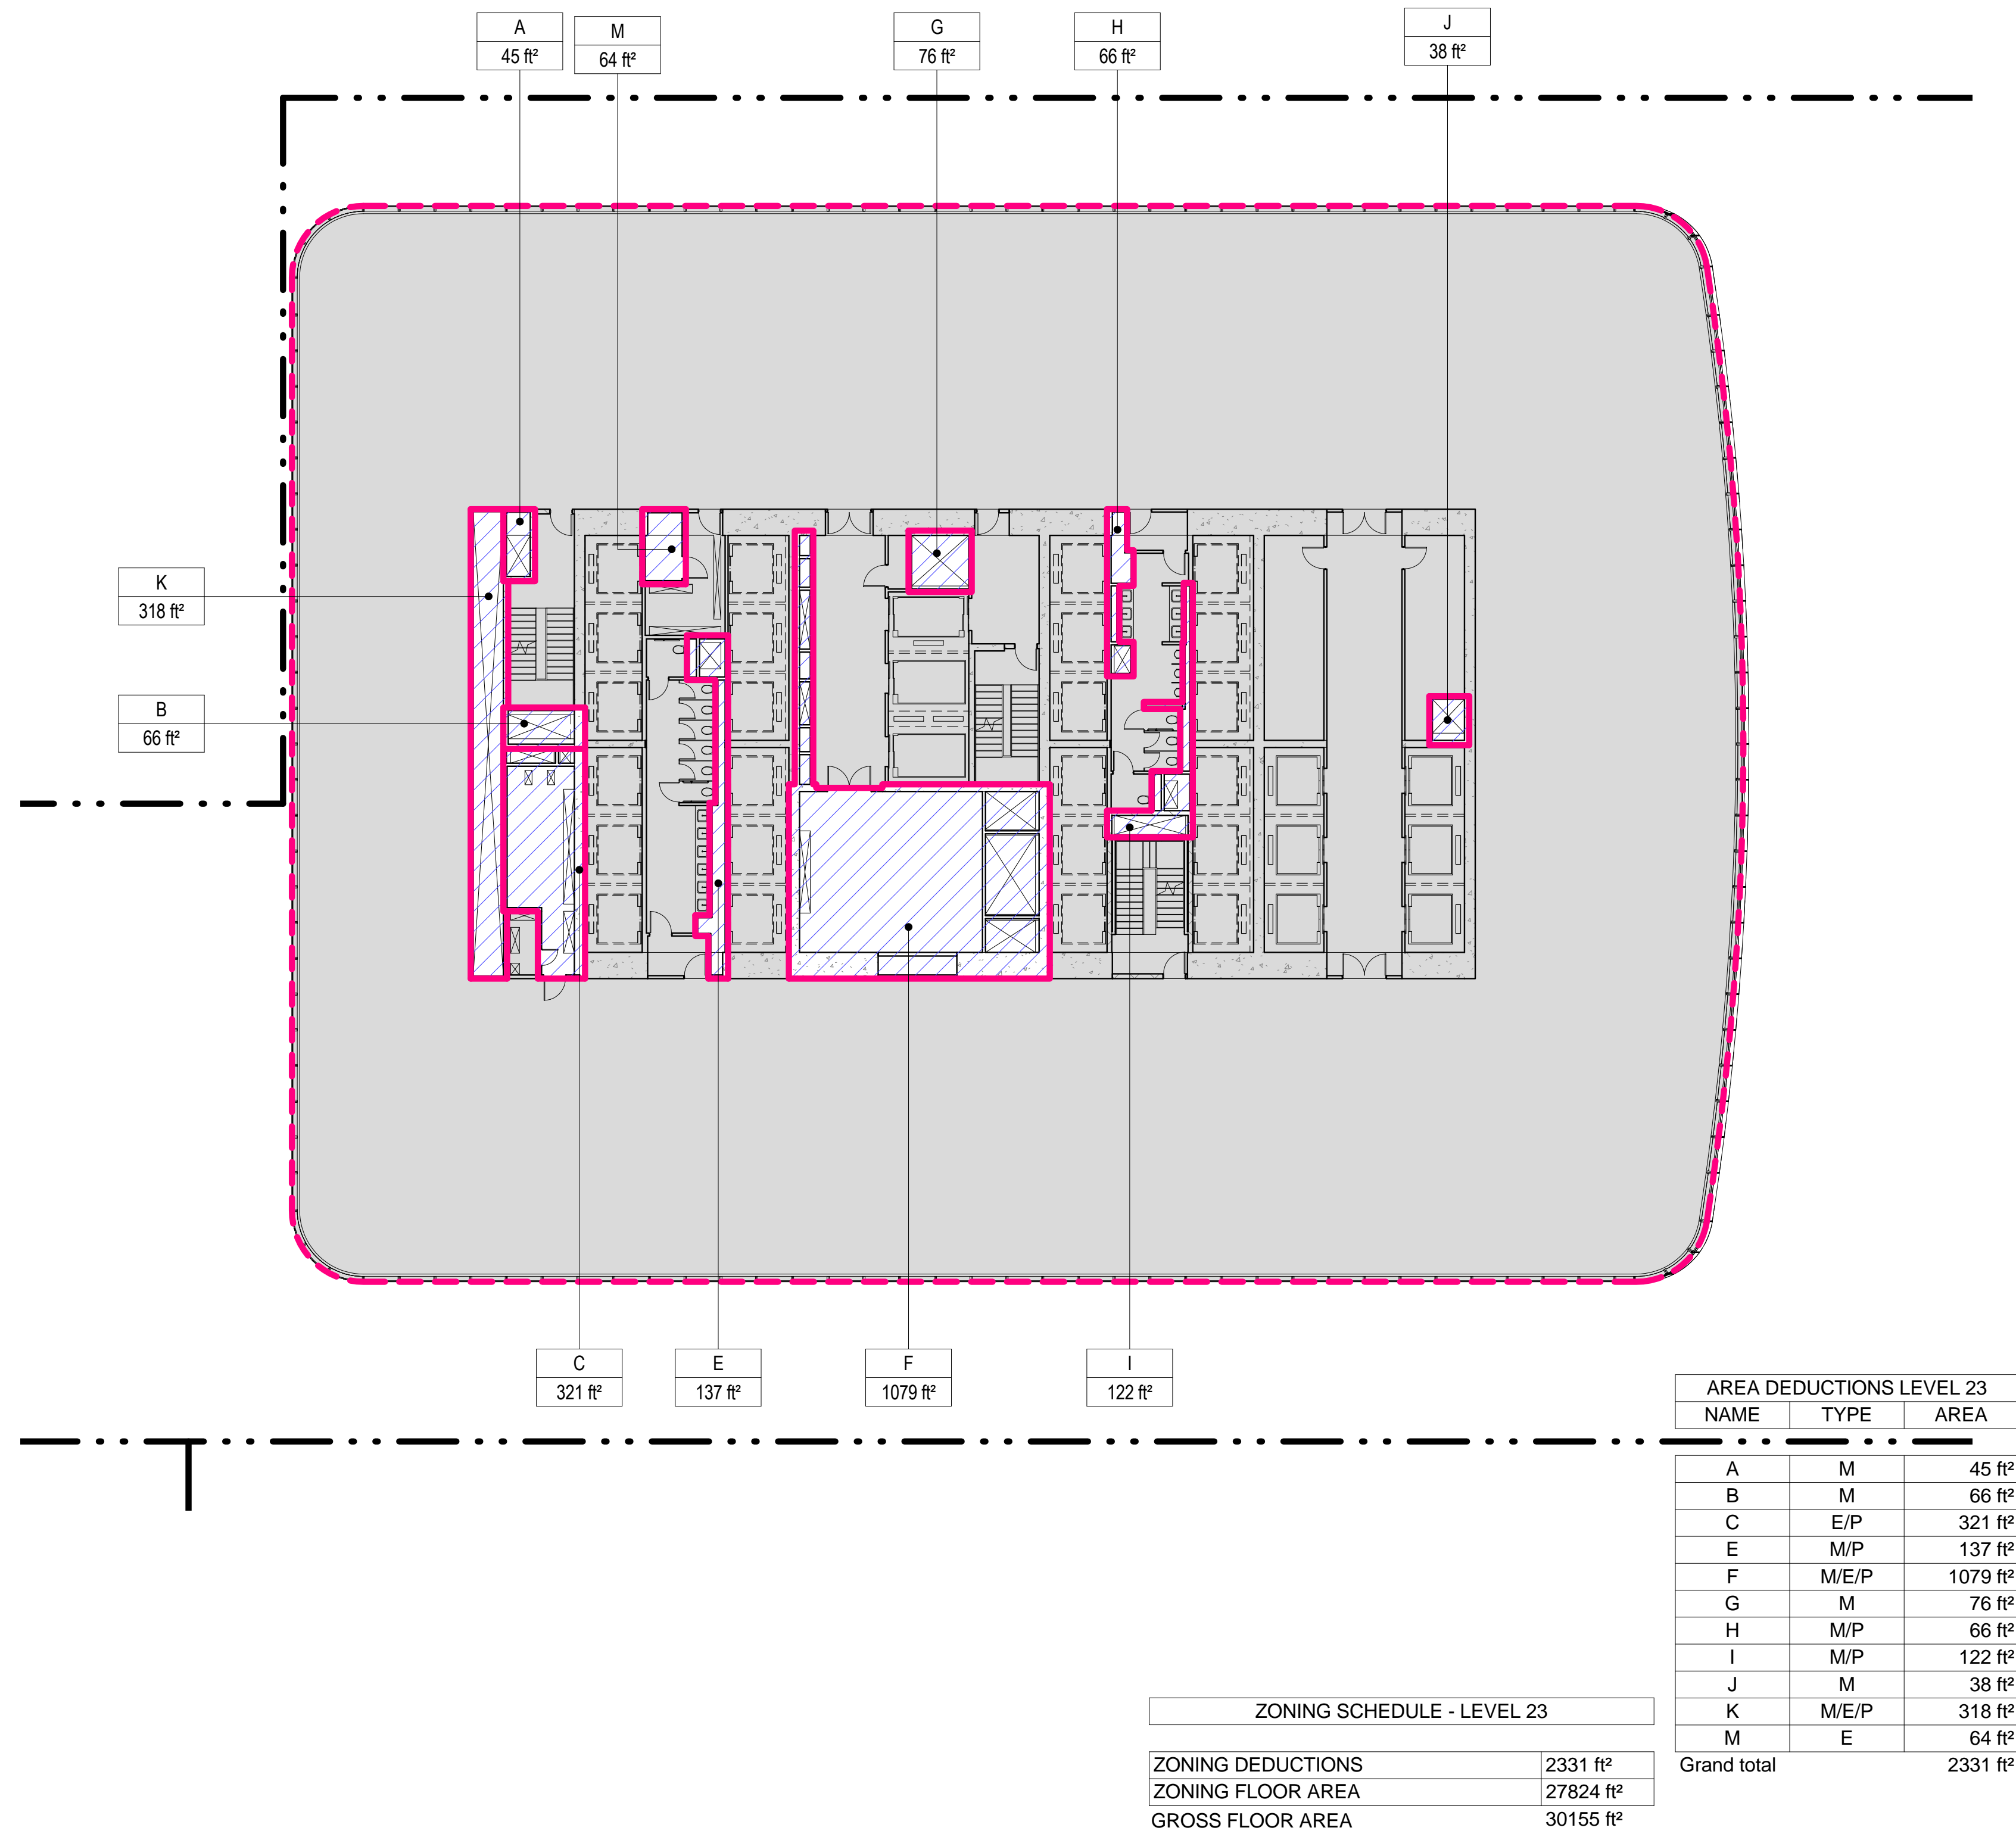 A
45 ft²
M
64 ft²
G
76 ft²
H
66 ft²
J
38 ft²
K
318 ft²
B
66 ft²
C
321 ft²
E
137 ft²
F
1079 ft²
I
122 ft²
AREA DEDUCTIONS LEVEL 23
NAME TYPE AREA
A M 45 ft²
B M 66 ft²
C E/P 321 ft²
E M/P 137 ft²
F M/E/P 1079 ft²
G M 76 ft²
H M/P 66 ft²
I M/P 122 ft²
J M 38 ft²
K M/E/P 318 ft²
M E 64 ft²
Grand total 2331 ft²
ZONING SCHEDULE - LEVEL 23
ZONING DEDUCTIONS 2331 ft²
ZONING FLOOR AREA 27824 ft²
GROSS FLOOR AREA 30155 ft²